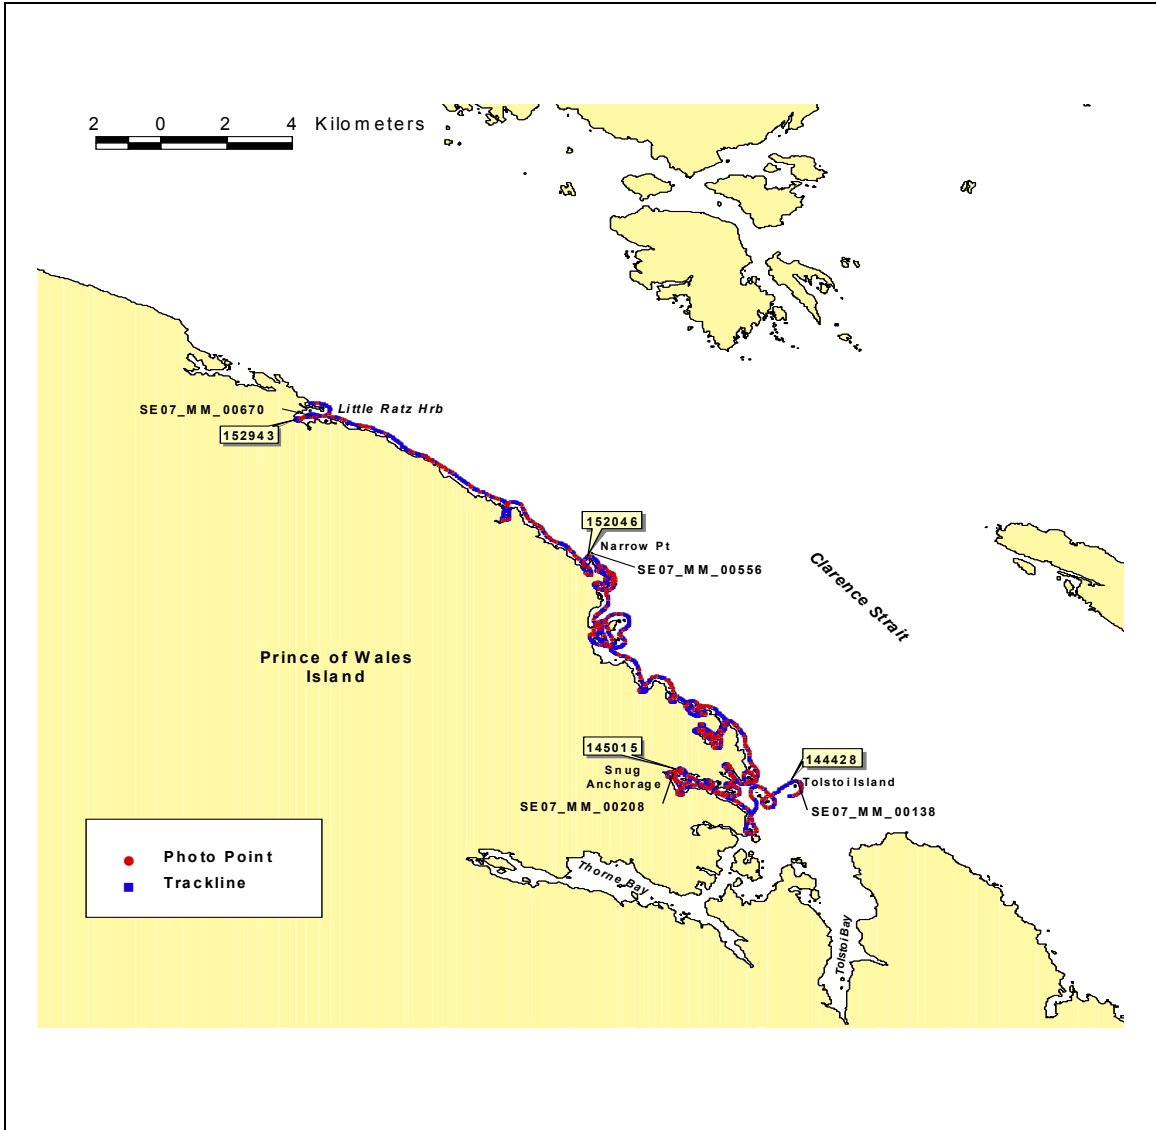 2 0 2 4 Kilometers
SE07_MM_00670
Little Ratz Hrb
152943
152046
Narrow Pt
SE07_MM_00556
Clarence Strait
Prince of Wales
Island
145015
144428
Snug
Anchorage
Tolstoi Island
SE07_MM_00208
SE07_MM_00138
Photo Point
Trackline
Thorne Bay
Tolstoi Bay